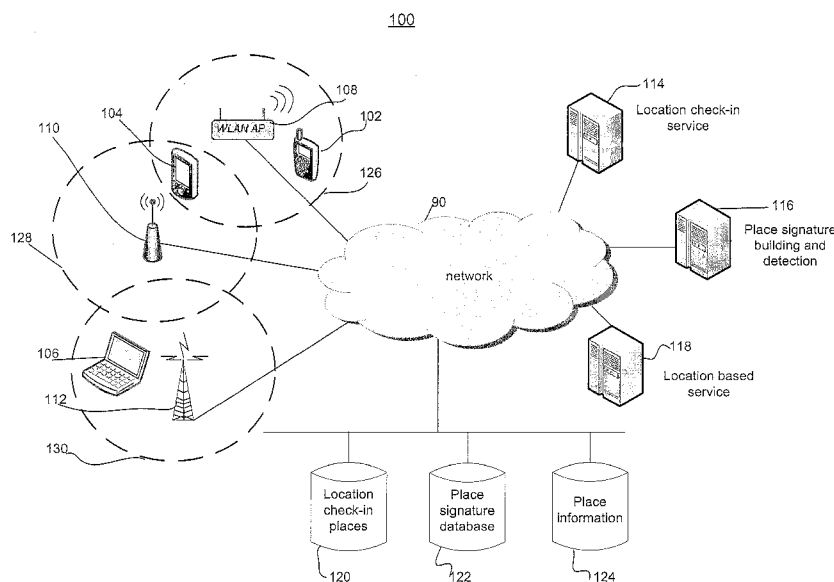 100
114
Location check-in
service
108
WLAN AP
104
102
110
126
90
116
Place signature
building and
detection
128
network
106
118
Location based
service
112
130
Location
check-in
places
Place
signature
database
Place
information
120
122
124